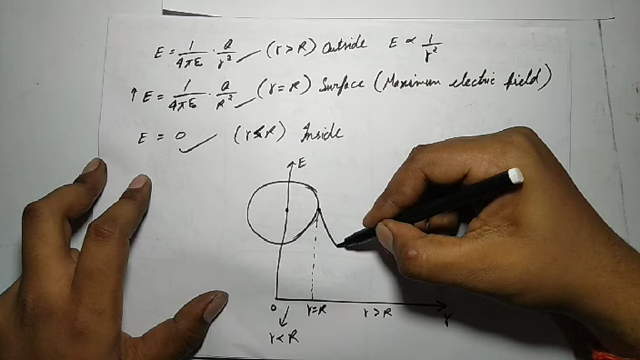 E = 1/4πε · Q/r² ✓ (r > R) Outside E ∝ 1/r²
↑ E = 1/4πε · Q/R² ✓ (r = R) Surface (Maximum electric field)
E = 0 ✓ (r < R) Inside
E
0 r=R r > R r
r < R